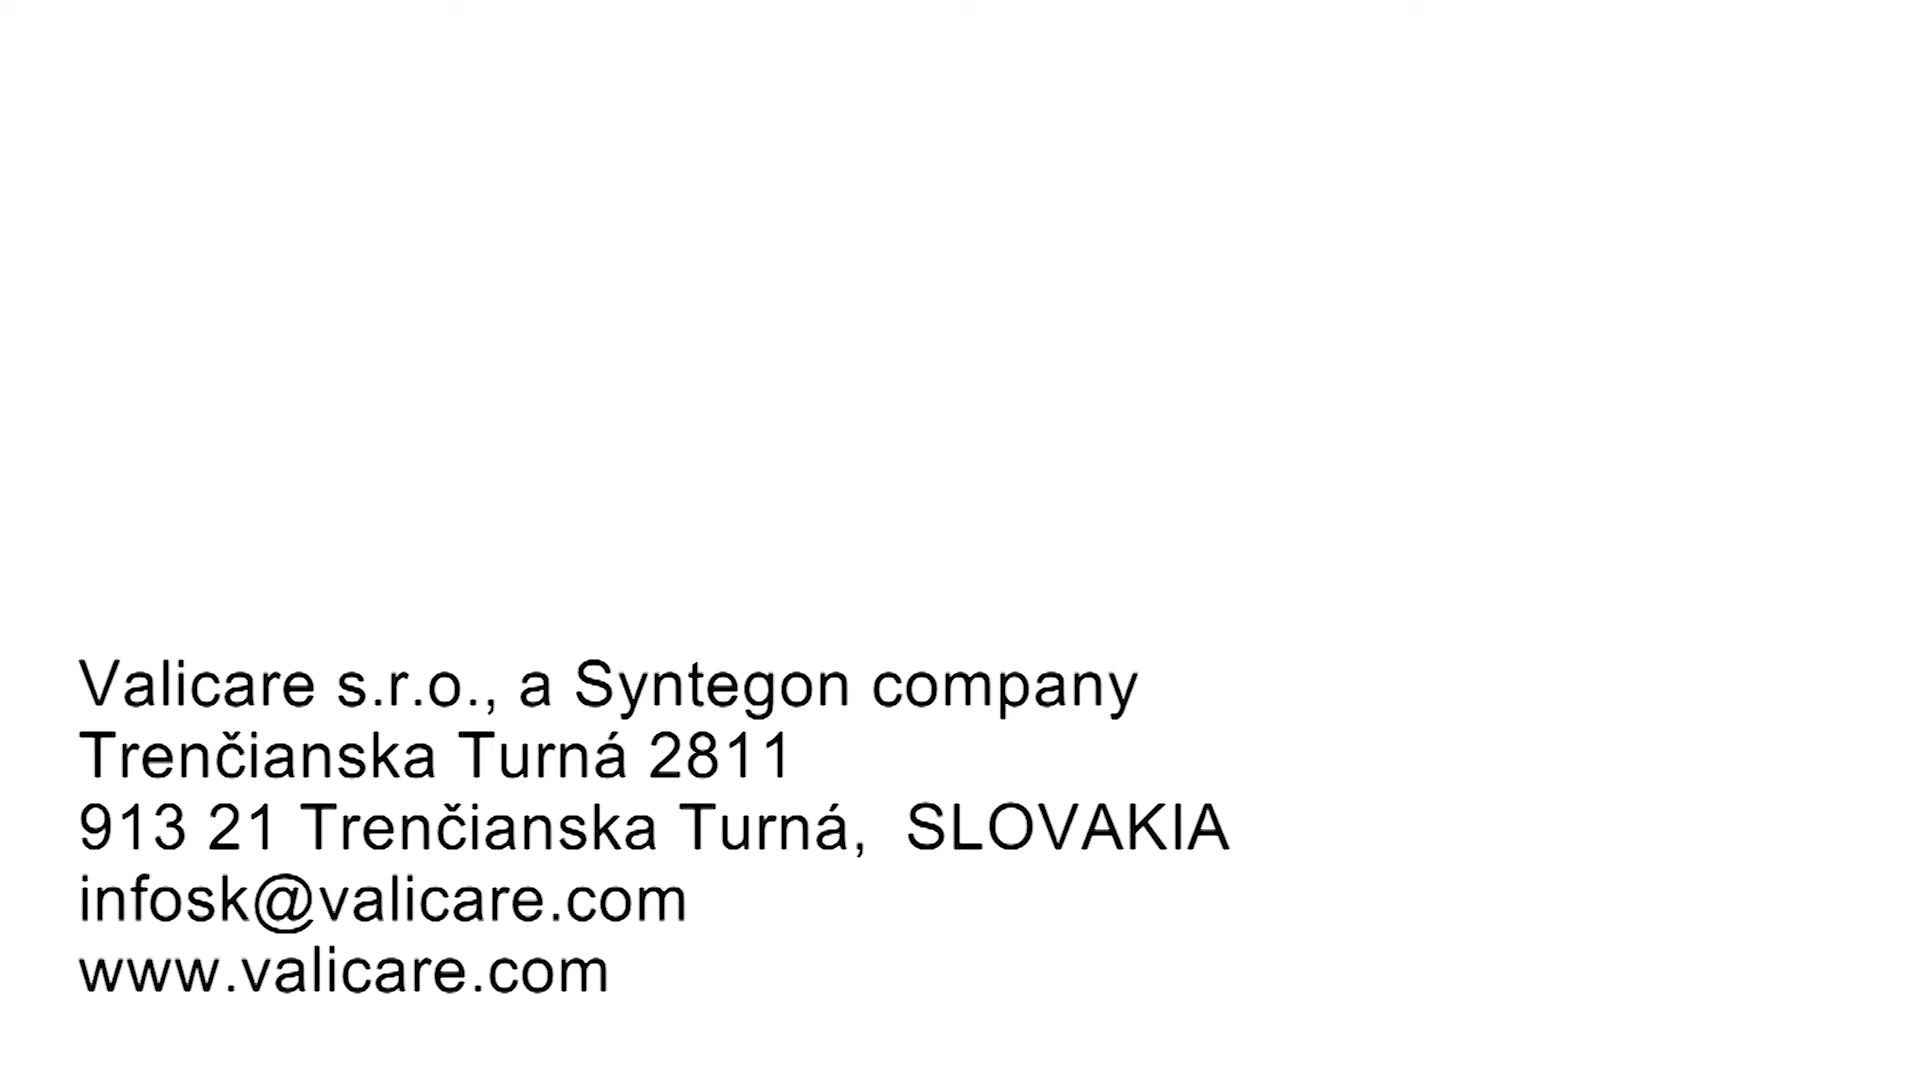 Valicare s.r.o., a Syntegon company
Trenčianska Turná 2811
913 21 Trenčianska Turná,  SLOVAKIA
infosk@valicare.com
www.valicare.com